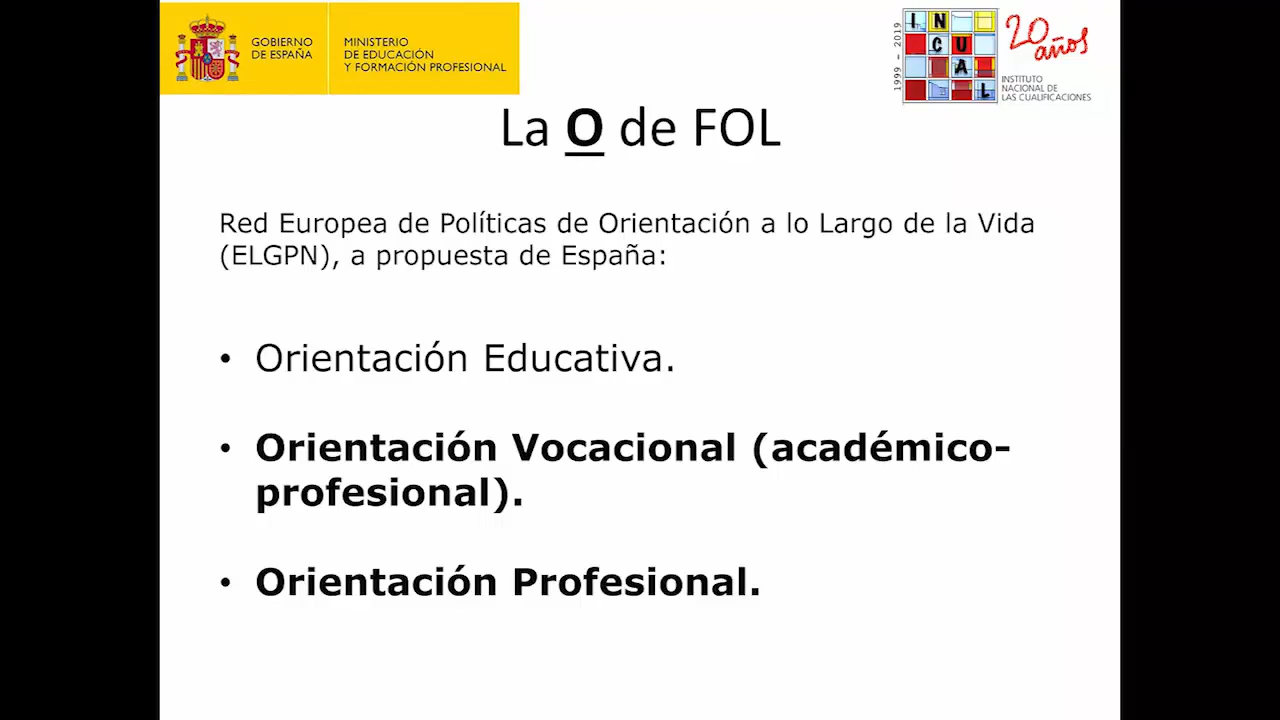 GOBIERNO
DE ESPAÑA
MINISTERIO
DE EDUCACIÓN
Y FORMACIÓN PROFESIONAL
1999 - 2019
INCUAL
20 años
INSTITUTO
NACIONAL DE
LAS CUALIFICACIONES
La O de FOL
Red Europea de Políticas de Orientación a lo Largo de la Vida
(ELGPN), a propuesta de España:
• Orientación Educativa.
• Orientación Vocacional (académico-
profesional).
• Orientación Profesional.